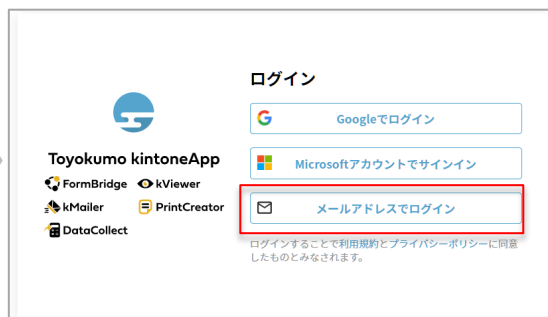 ログイン
Googleでログイン
Microsoftアカウントでサインイン
メールアドレスでログイン
ログインすることで利用規約とプライバシーポリシーに同意
したものとみなされます。
Toyokumo kintoneApp
FormBridge kViewer
kMailer PrintCreator
DataCollect